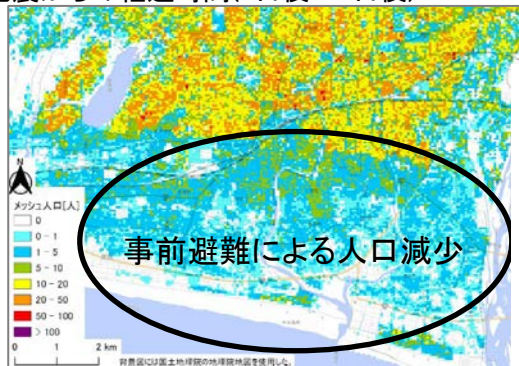 事前避難による人口減少
N
メッシュ人口[人]
0
0 - 1
1 - 5
5 - 10
10 - 20
20 - 50
50 - 100
> 100
0 1 2 km
背景図には国土地理院の地理院地図を使用した。